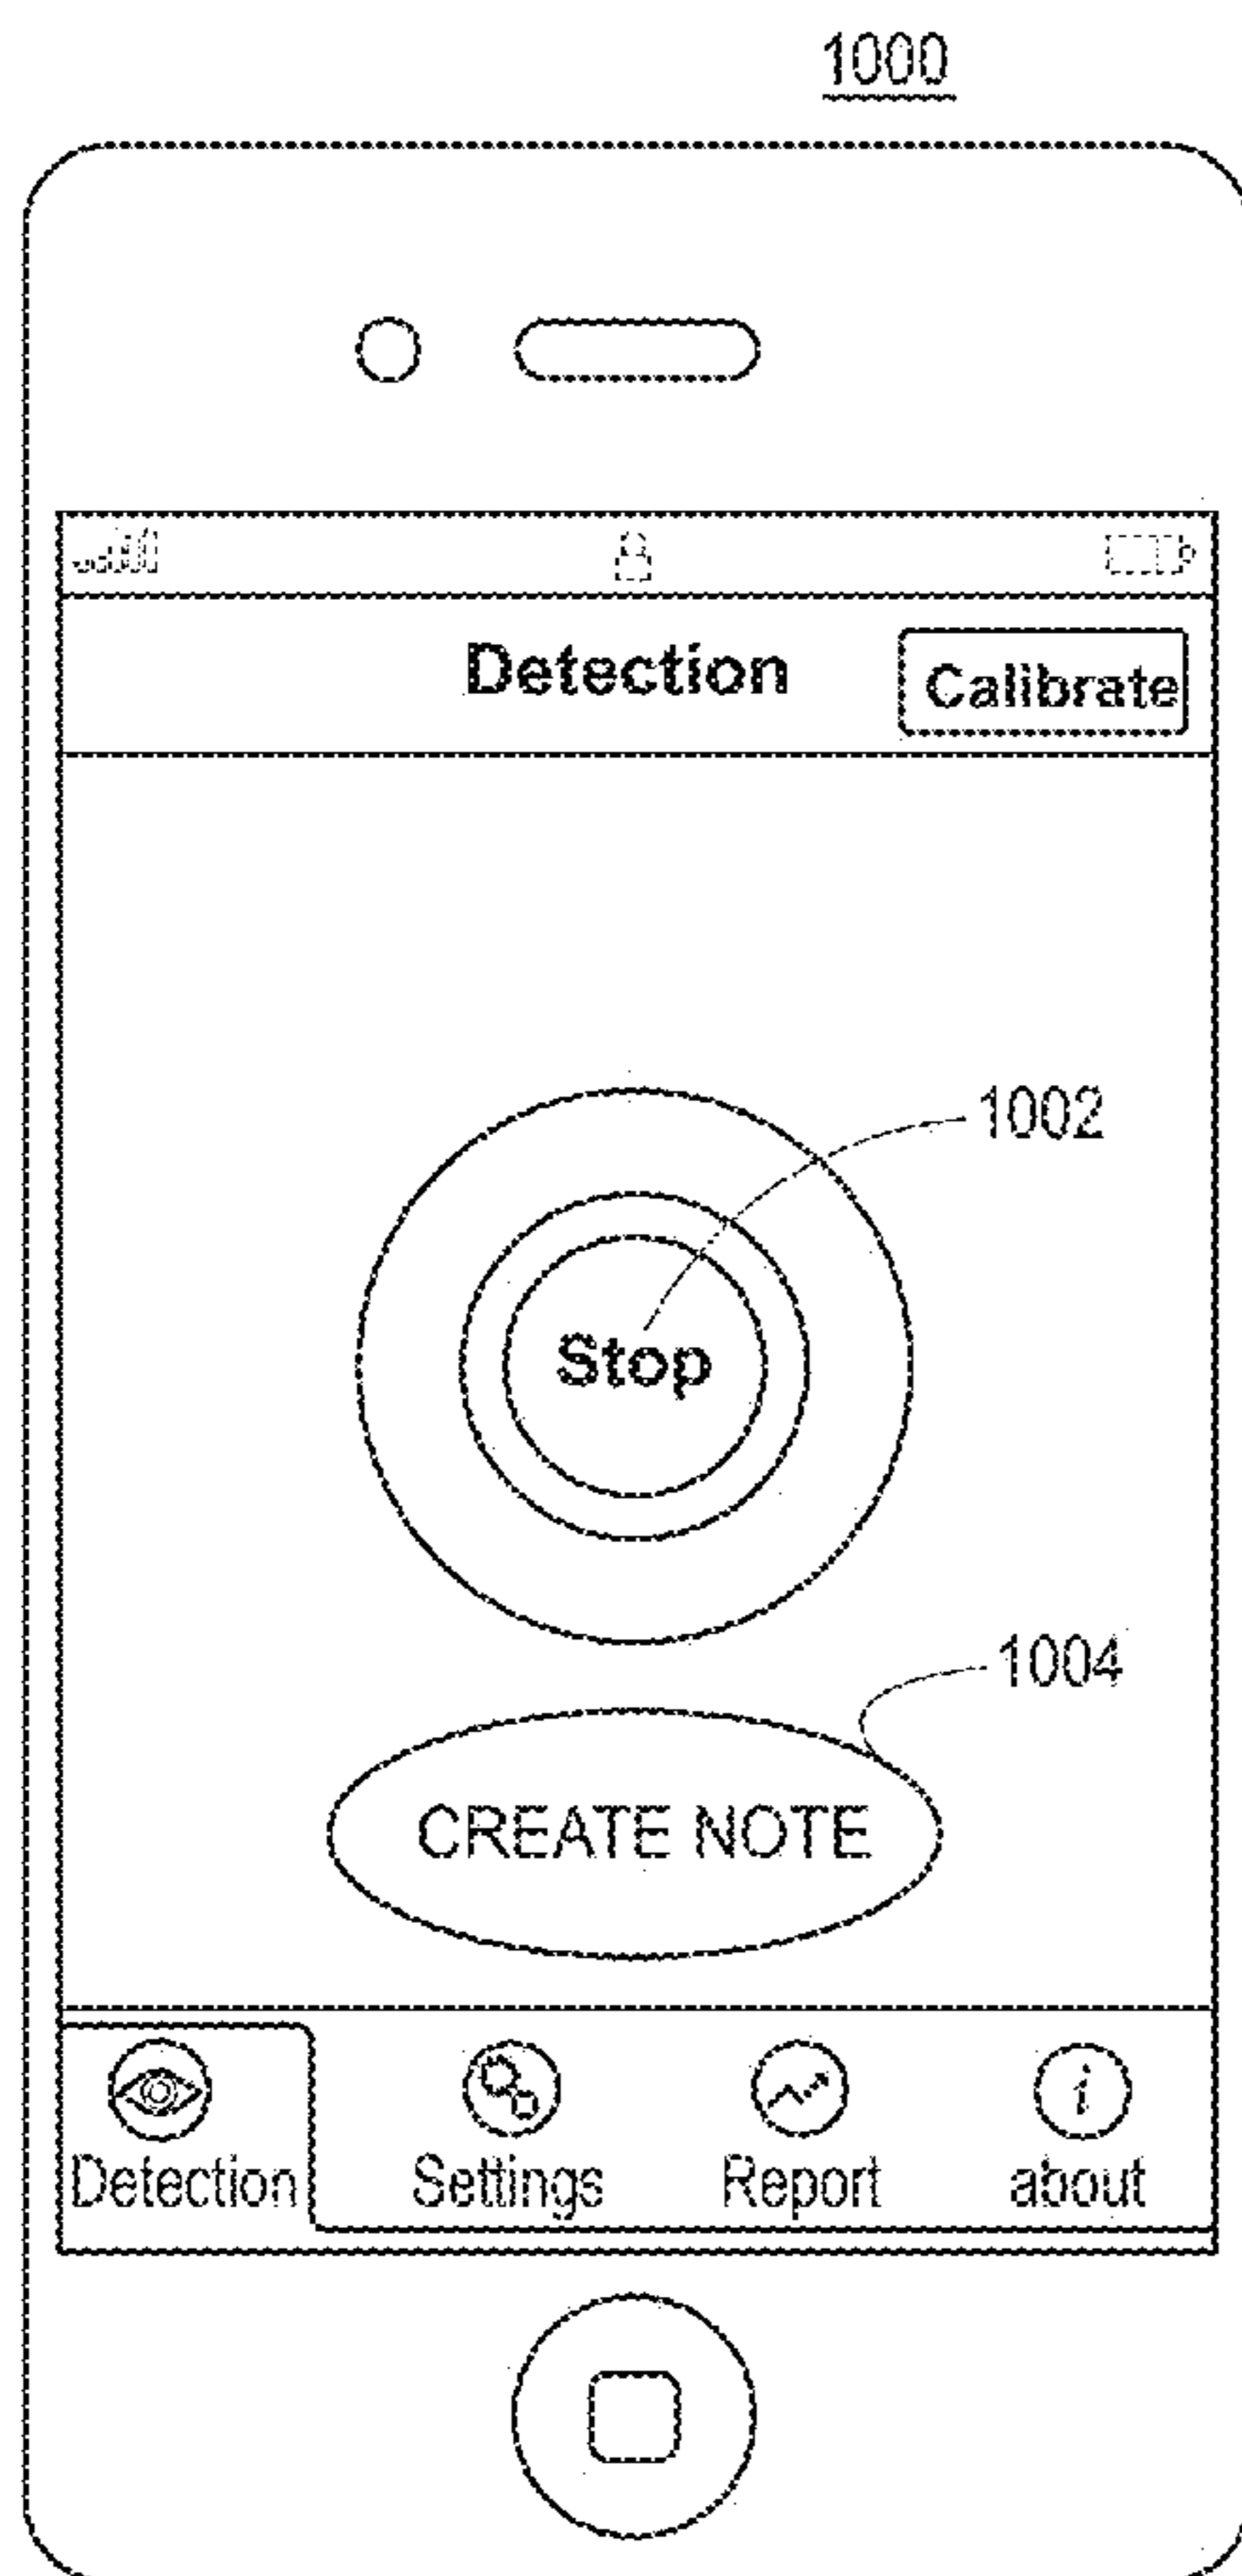 1000
Detection
Calibrate
1002
Stop
1004
CREATE NOTE
Detection Settings Report about